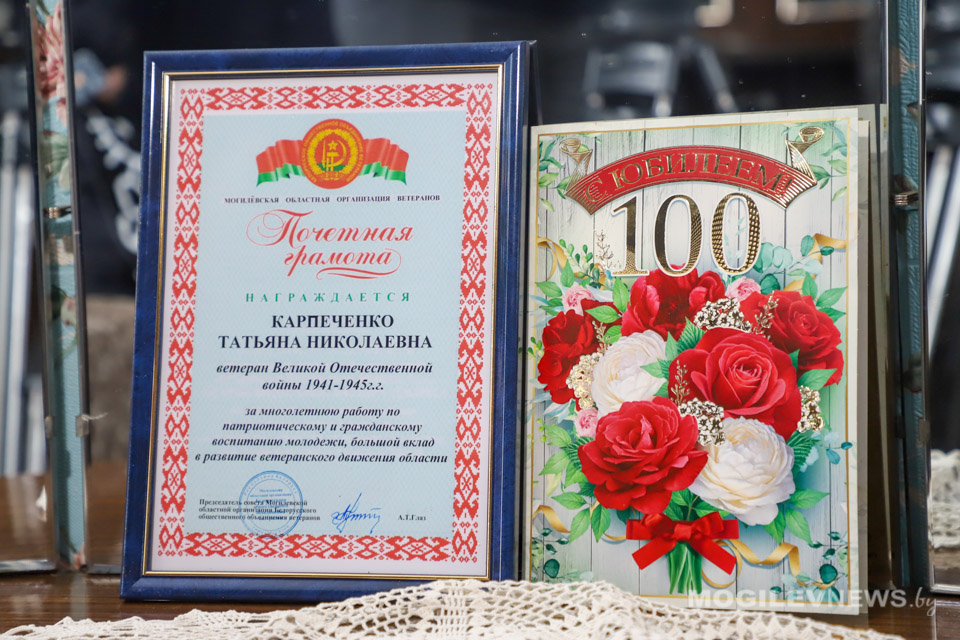 МОГИЛЁВСКАЯ ОБЛАСТНАЯ ОРГАНИЗАЦИЯ ВЕТЕРАНОВ
Почетная
грамота
НАГРАЖДАЕТСЯ
КАРПЕЧЕНКО
ТАТЬЯНА НИКОЛАЕВНА
ветеран Великой Отечественной
войны 1941-1945г.г.
за многолетнюю работу по
патриотическому и гражданскому
воспитанию молодежи, большой вклад
в развитие ветеранского движения области
Председатель совета Могилевской
областной организации Белорусского
общественного объединения ветеранов
А.Т.Глаз
С ЮБИЛЕЕМ
100
MOGILEVNEWS.by